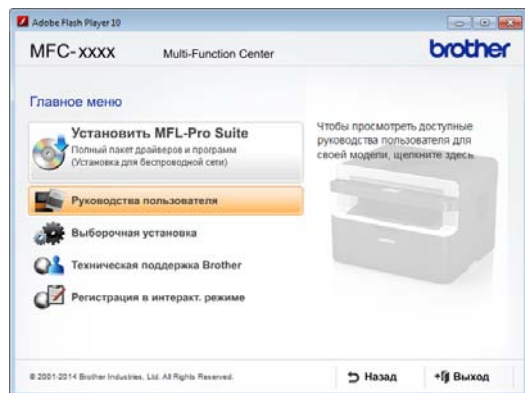 Adobe Flash Player 10
MFC-xxxx
Multi-Function Center
brother
Главное меню
Установить MFL-Pro Suite
Полный пакет драйверов и программ
(Установка для беспроводной сети)
Руководства пользователя
Выборочная установка
Техническая поддержка Brother
Регистрация в интеракт. режиме
Чтобы просмотреть доступные
руководства пользователя для
своей модели, щелкните здесь.
© 2001-2014 Brother Industries, Ltd. All Rights Reserved.
Назад
Выход